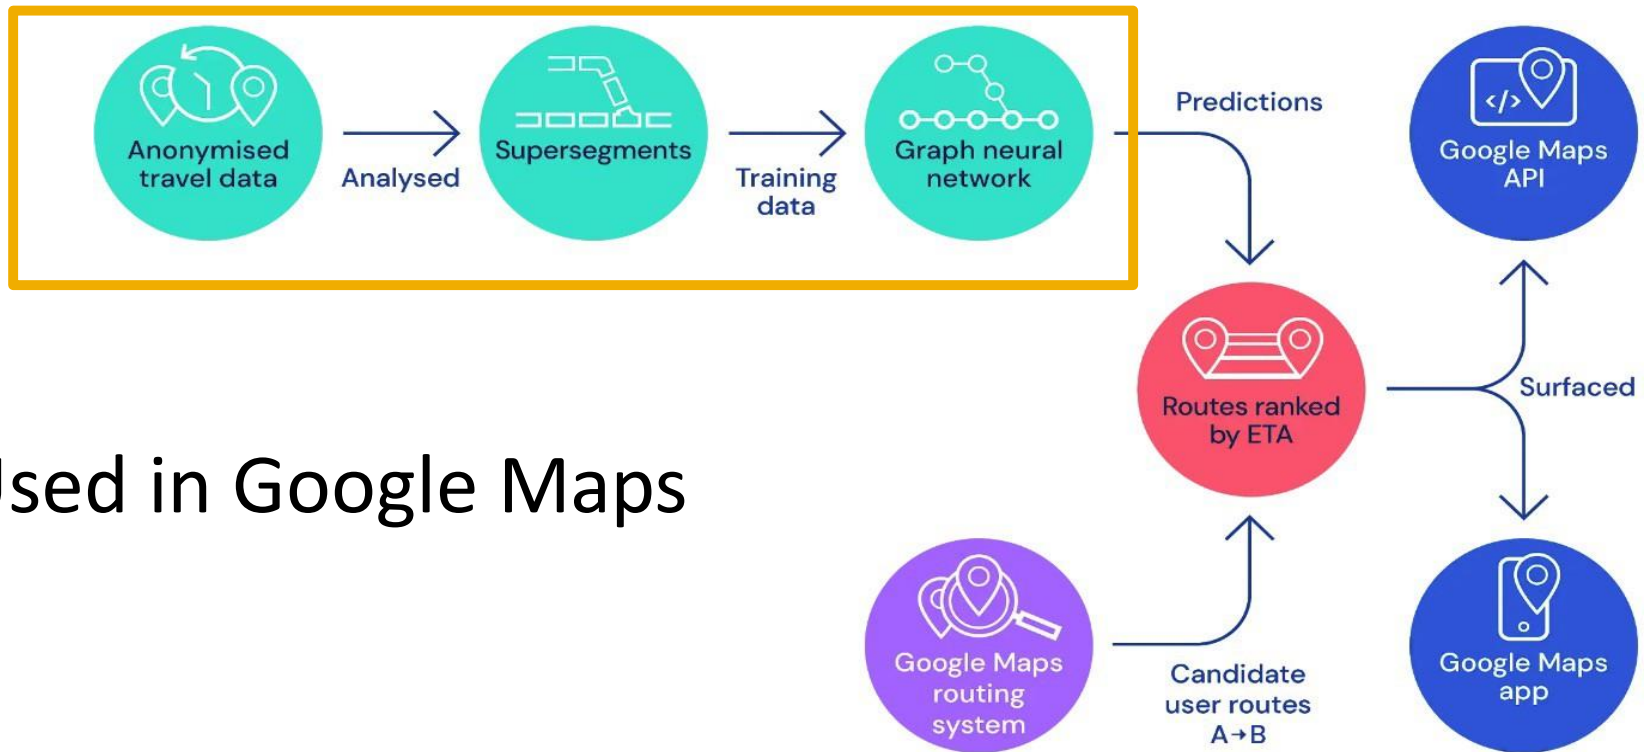 Anonymised
travel data
Analysed
Supersegments
Training
data
Graph neural
network
Predictions
</>
Google Maps
API
Routes ranked
by ETA
Surfaced
sed in Google Maps
Google Maps
routing
system
Candidate
user routes
A→B
Google Maps
app